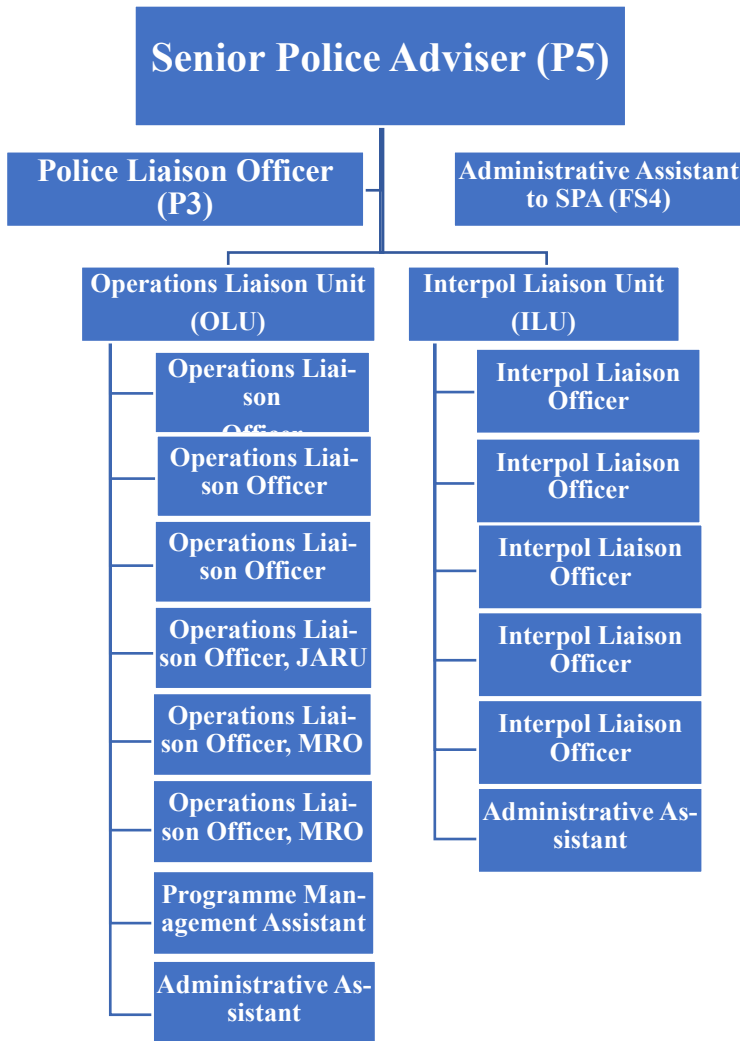 Senior Police Adviser (P5)
Police Liaison Officer
(P3)
Administrative Assistant
to SPA (FS4)
Operations Liaison Unit
(OLU)
Interpol Liaison Unit
(ILU)
Operations Liai-
son
Officer
Operations Liai-
son Officer
Operations Liai-
son Officer
Operations Liai-
son Officer, JARU
Operations Liai-
son Officer, MRO
Operations Liai-
son Officer, MRO
Programme Man-
agement Assistant
Administrative As-
sistant
Interpol Liaison
Officer
Interpol Liaison
Officer
Interpol Liaison
Officer
Interpol Liaison
Officer
Interpol Liaison
Officer
Administrative As-
sistant